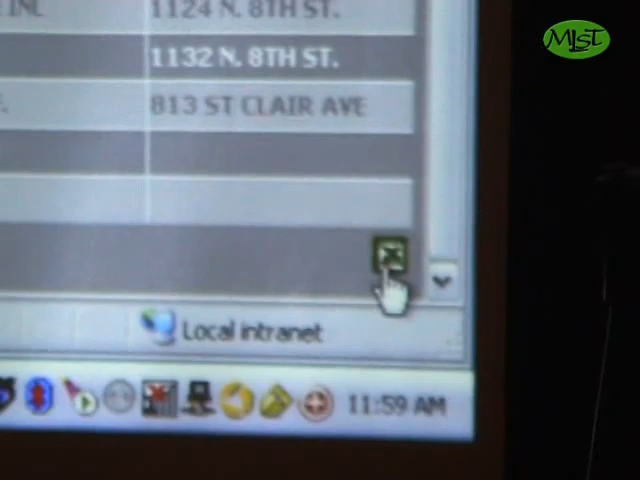 1124 N. 8TH ST.
1132 N. 8TH ST.
813 ST CLAIR AVE
Local intranet
11:59 AM
MIST